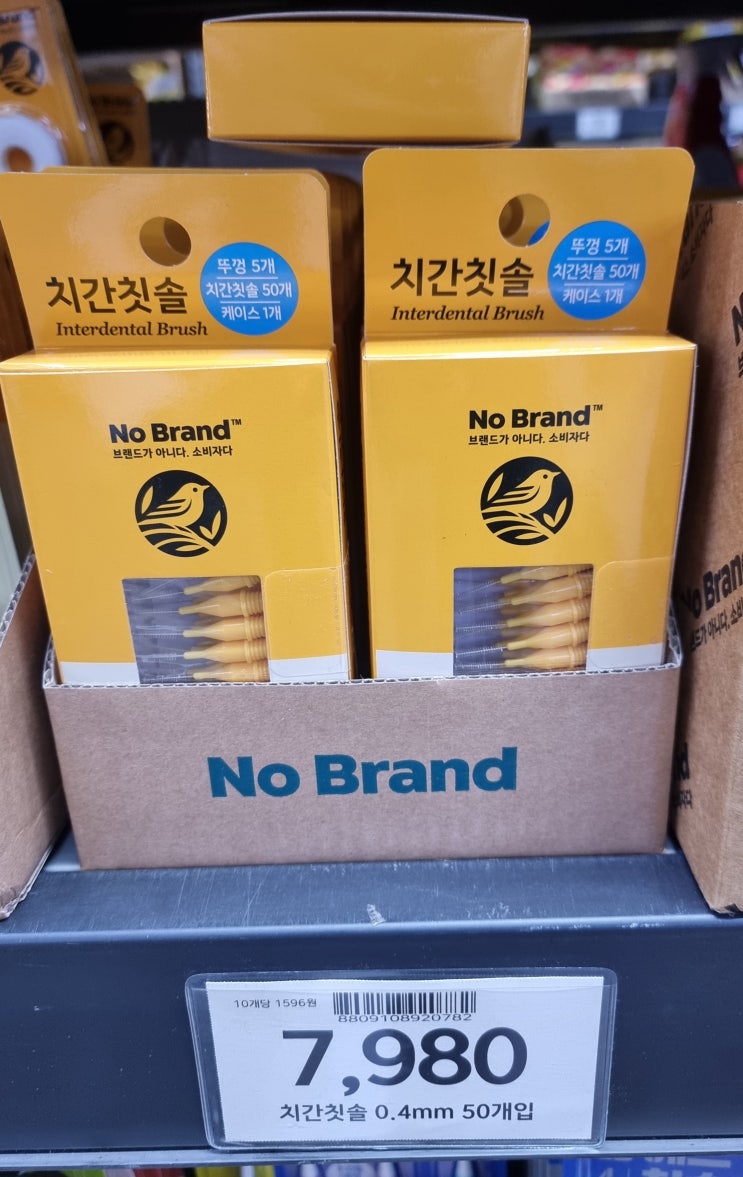 치간칫솔
Interdental Brush
뚜껑 5개
치간칫솔 50개
케이스 1개
No Brand™
브랜드가 아니다. 소비자다
치간칫솔
Interdental Brush
뚜껑 5개
치간칫솔 50개
케이스 1개
No Brand™
브랜드가 아니다. 소비자다
No Brand
10개당 1596원
8809108920782
7,980
치간칫솔 0.4mm 50개입